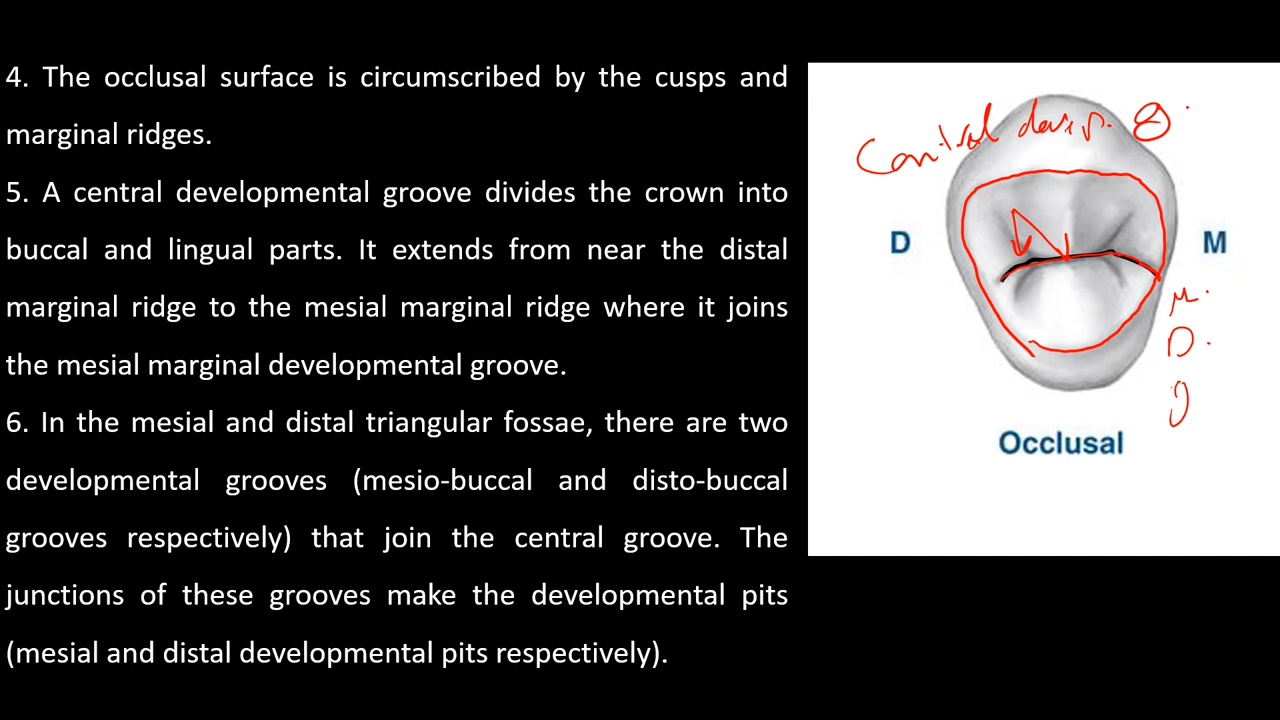 4. The occlusal surface is circumscribed by the cusps and
marginal ridges.
5. A central developmental groove divides the crown into
buccal and lingual parts. It extends from near the distal
marginal ridge to the mesial marginal ridge where it joins
the mesial marginal developmental groove.
6. In the mesial and distal triangular fossae, there are two
developmental grooves (mesio-buccal and disto-buccal
grooves respectively) that join the central groove. The
junctions of these grooves make the developmental pits
(mesial and distal developmental pits respectively).
Central
D
M
M.
D.
Occlusal